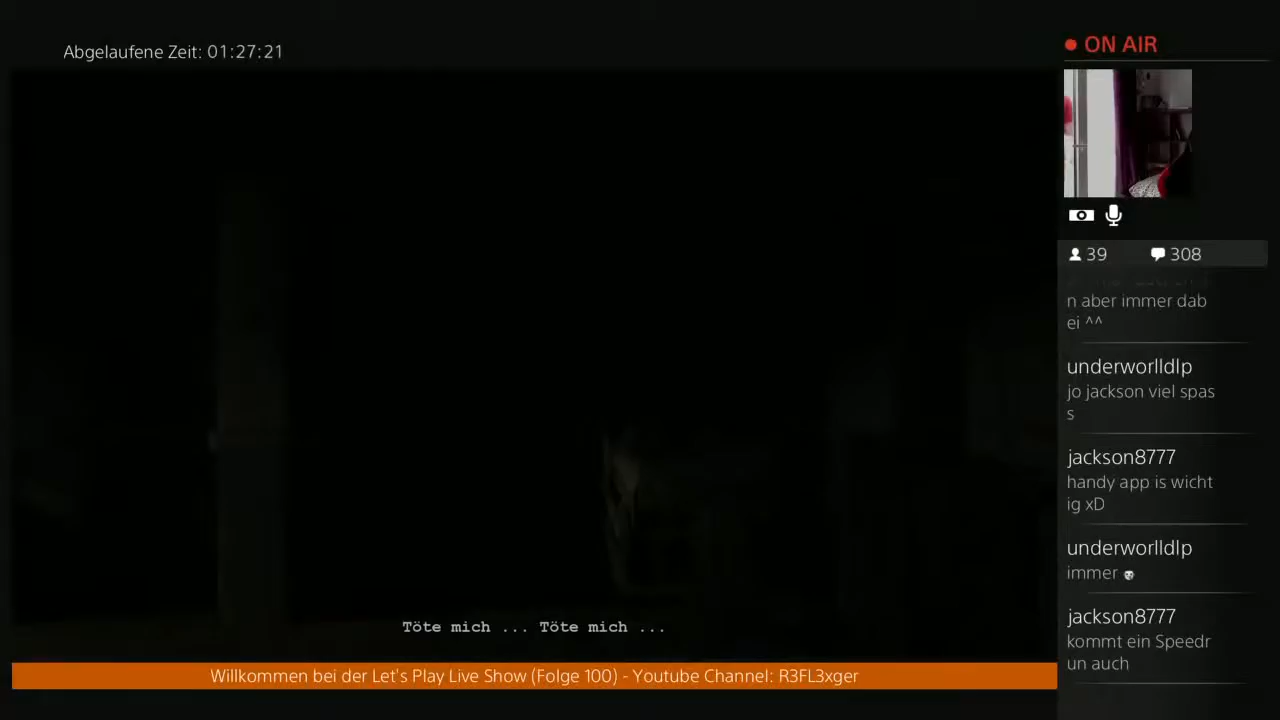 Abgelaufene Zeit: 01:27:21
ON AIR
39 308
n aber immer dab
ei ^^
underworlldlp
jo jackson viel spas
s
jackson8777
handy app is wicht
ig xD
underworlldlp
immer
jackson8777
kommt ein Speedr
un auch
Töte mich ... Töte mich ...
Willkommen bei der Let's Play Live Show (Folge 100) - Youtube Channel: R3FL3xger